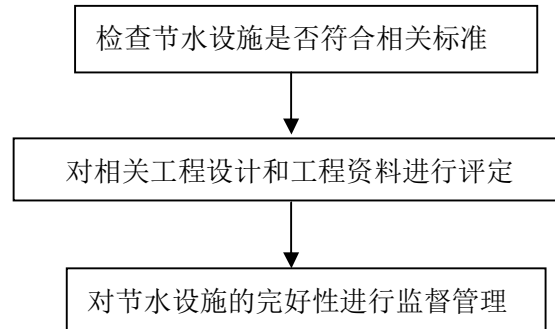 检查节水设施是否符合相关标准
对相关工程设计和工程资料进行评定
对节水设施的完好性进行监督管理